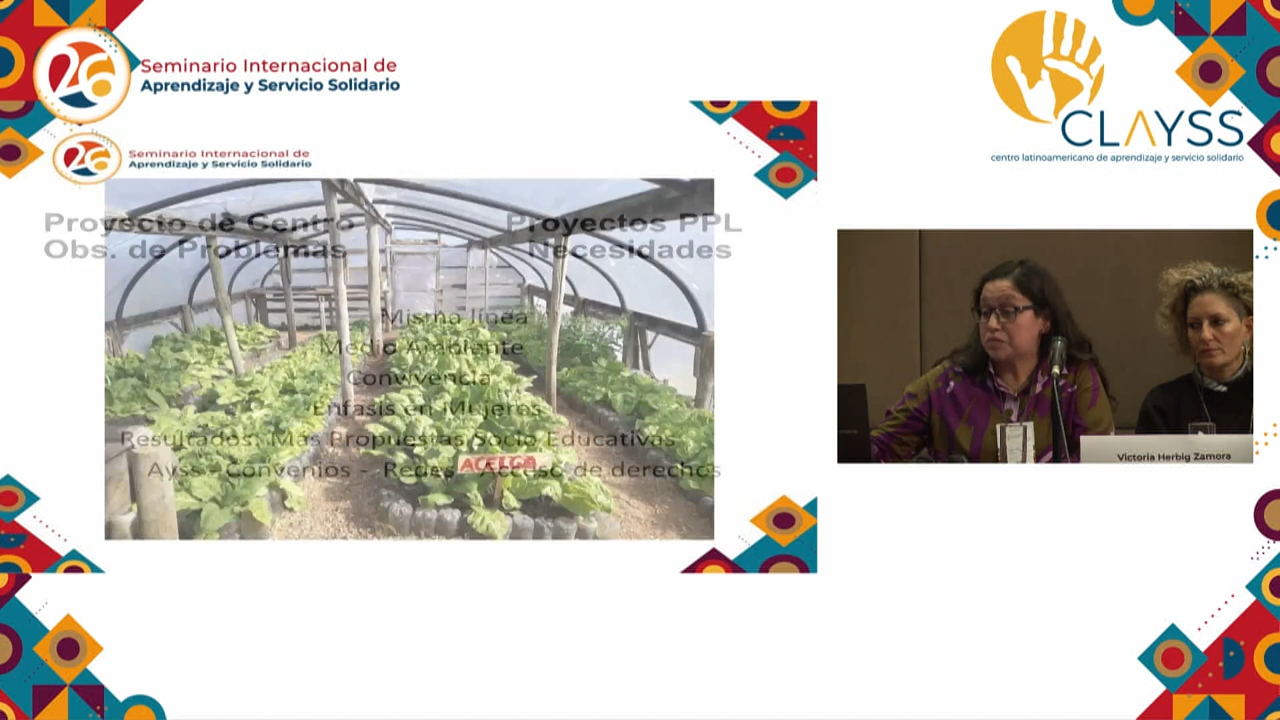 26
Seminario Internacional de
Aprendizaje y Servicio Solidario
CLAYSS
centro latinoamericano de aprendizaje y servicio solidario
26
Seminario Internacional de
Aprendizaje y Servicio Solidario
Proyecto de Centro
Obs. de Problemas
Proyectos PPL
Necesidades
Misma línea
Medio Ambiente
Convivencia
Énfasis en Mujeres
Resultados: Más Propuestas Socio Educativas
Ayss - Convenios - Redes - Acceso de derechos
ACELGA
Victoria Herbig Zamora